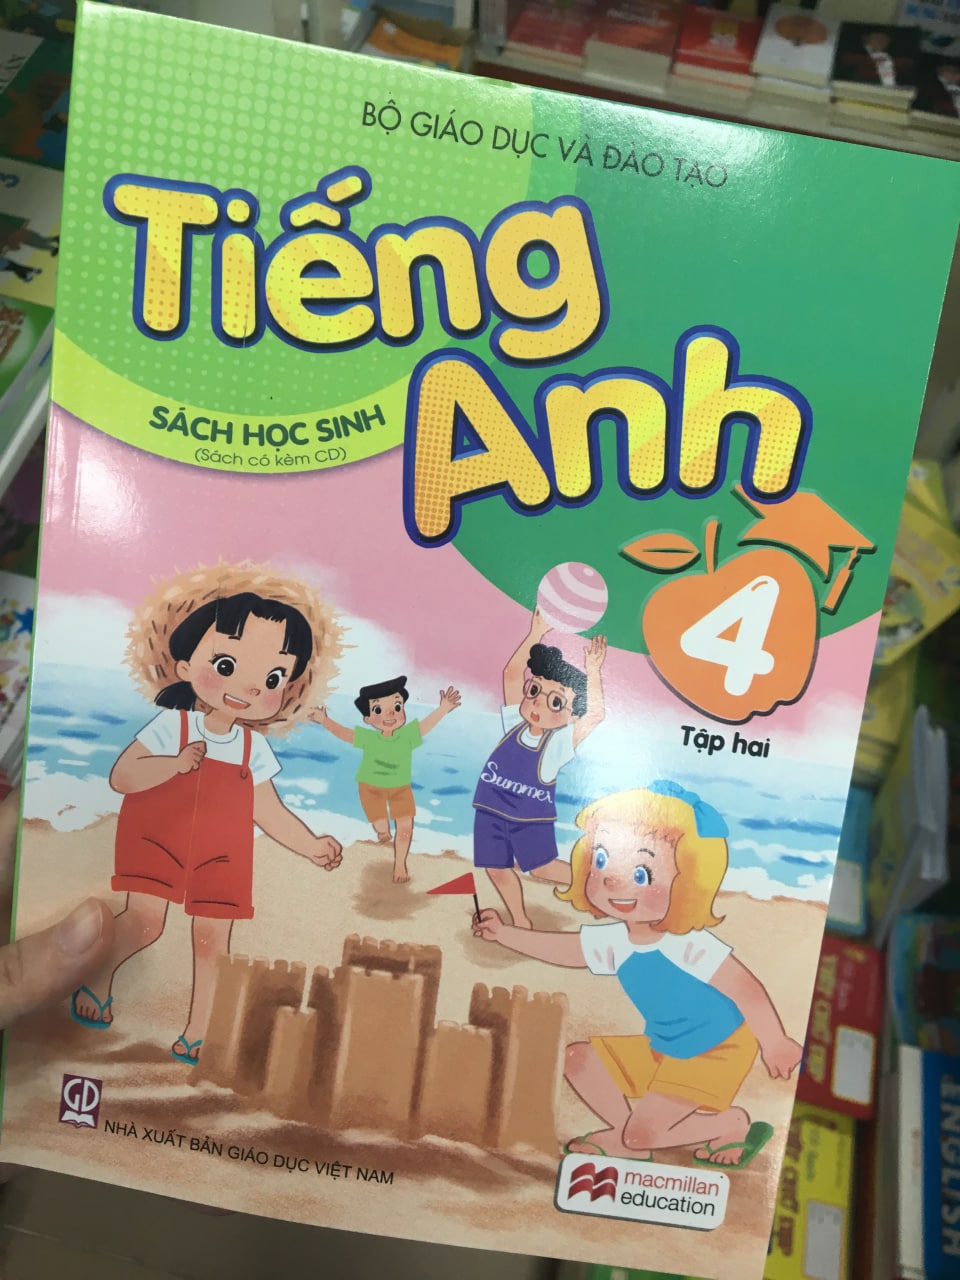 BỘ GIÁO DỤC VÀ ĐÀO TẠO
Tiếng
Anh
SÁCH HỌC SINH
(Sách có kèm CD)
4
Tập hai
Summer
GD
NHÀ XUẤT BẢN GIÁO DỤC VIỆT NAM
macmillan
education
ENGLISH